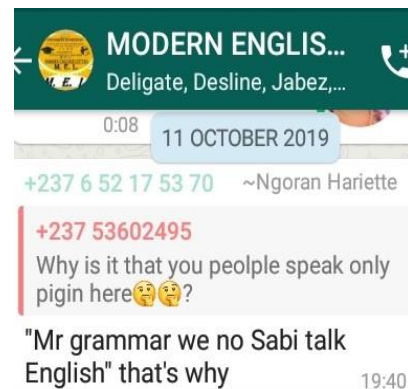 MODERN ENGLIS...
M. E. I.
Deligate, Desline, Jabez,...
0:08
11 OCTOBER 2019
+237 6 52 17 53 70 ~Ngoran Hariette
+237 53602495
Why is it that you peolple speak only
pigin here🤔🤔?
"Mr grammar we no Sabi talk
English" that's why
19:40